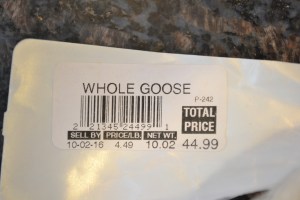 WHOLE GOOSE
F-242
2 21345 24499 1
TOTAL PRICE
SELL BY PRICE/LB. NET WT.
10-02-16 4.49 10.02 44.99